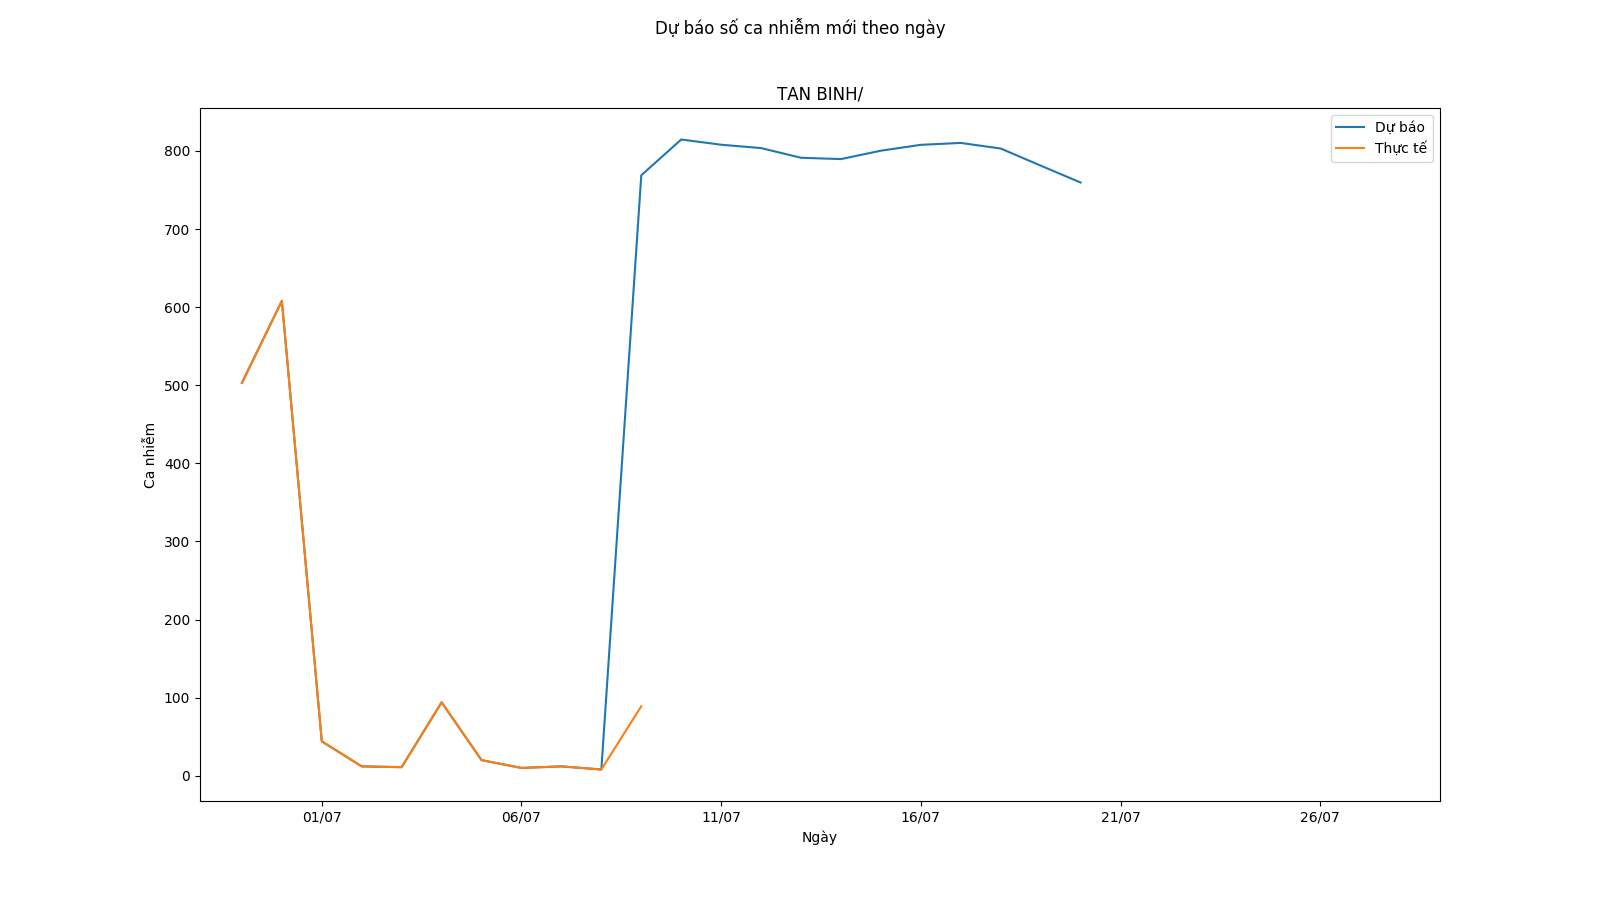 Dự báo số ca nhiễm mới theo ngày
TAN BINH/
Dự báo
Thực tế
800
700
600
500
400
300
200
100
0
Ca nhiễm
01/07
06/07
11/07
16/07
21/07
26/07
Ngày